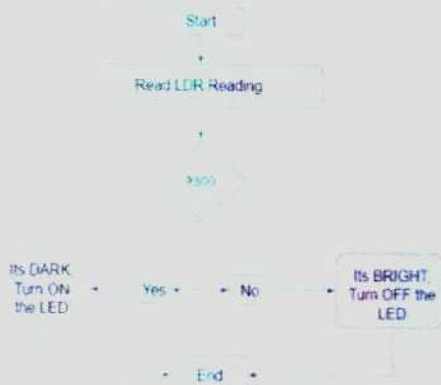 Start
Read LDR Reading
>500
Its DARK,
Turn ON
the LED
Yes
No
Its BRIGHT,
Turn OFF the
LED
End